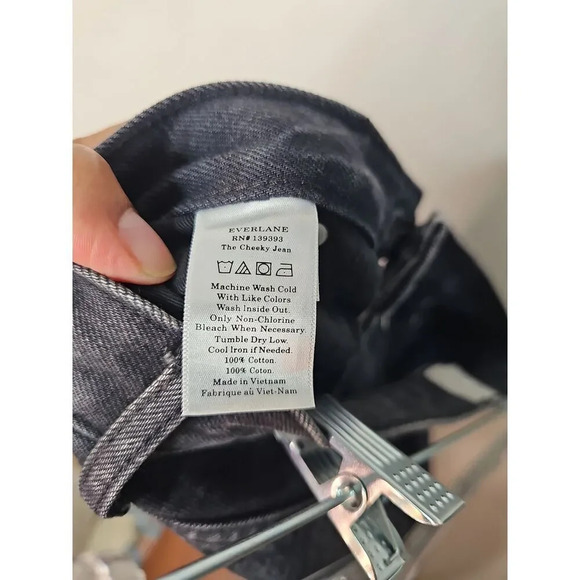 EVERLANE
RN# 139393
The Cheeky Jean
Machine Wash Cold
With Like Colors
Wash Inside Out.
Only Non-Chlorine
Bleach When Necessary.
Tumble Dry Low.
Cool Iron if Needed.
100% Cotton.
100% Coton.
Made in Vietnam
Fabrique aü Viet-Nam